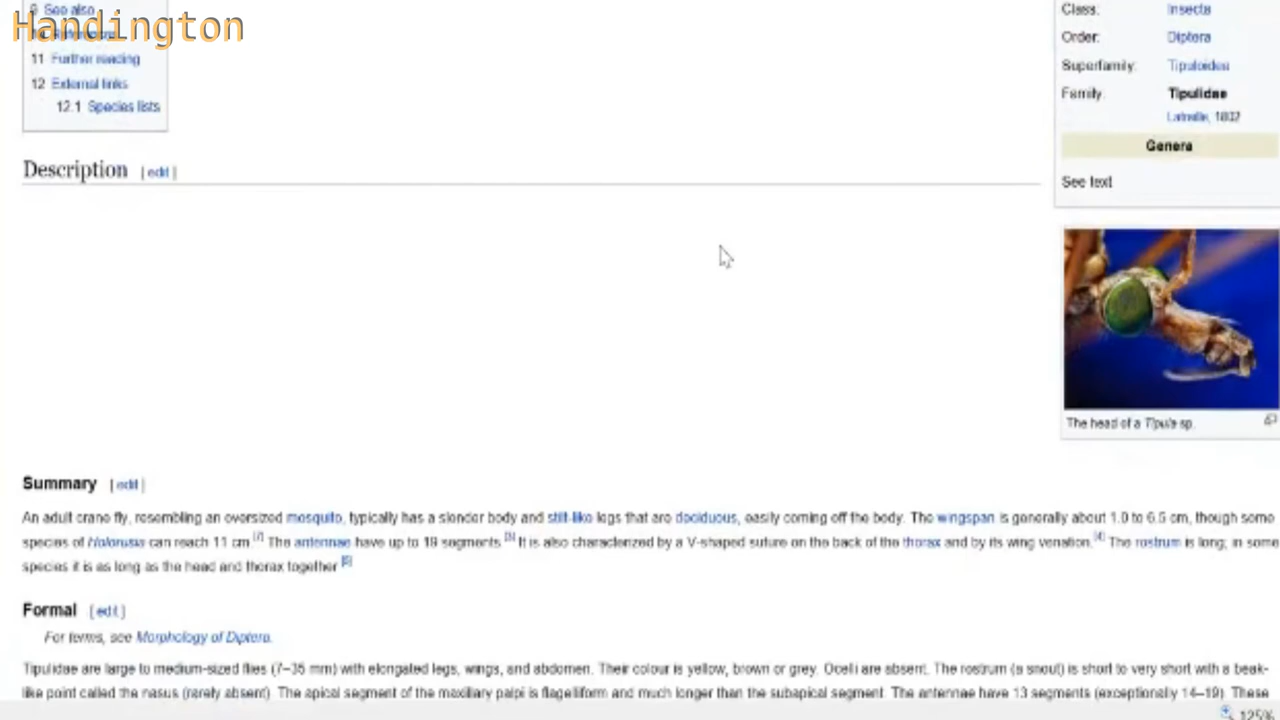 Handington
9 See also
10 References
11 Further reading
12 External links
12.1 Species lists
Class: Insecta
Order: Diptera
Superfamily: Tipuloidea
Family: Tipulidae
Latreille, 1802
Genera
See text
Description [edit]
The head of a Tipula sp.
Summary [edit]
An adult crane fly, resembling an oversized mosquito, typically has a slender body and stilt-like legs that are deciduous, easily coming off the body. The wingspan is generally about 1.0 to 6.5 cm, though some
species of Holorusia can reach 11 cm.[7] The antennae have up to 19 segments.[3] It is also characterized by a V-shaped suture on the back of the thorax and by its wing venation.[4] The rostrum is long; in some
species it is as long as the head and thorax together.
Formal [edit]
For terms, see Morphology of Diptera.
Tipulidae are large to medium-sized flies (7–35 mm) with elongated legs, wings, and abdomen. Their colour is yellow, brown or grey. Ocelli are absent. The rostrum (a snout) is short to very short with a beak-
like point called the nasus (rarely absent). The apical segment of the maxillary palpi is flagelliform and much longer than the subapical segment. The antennae have 13 segments (exceptionally 14–19). These
125%